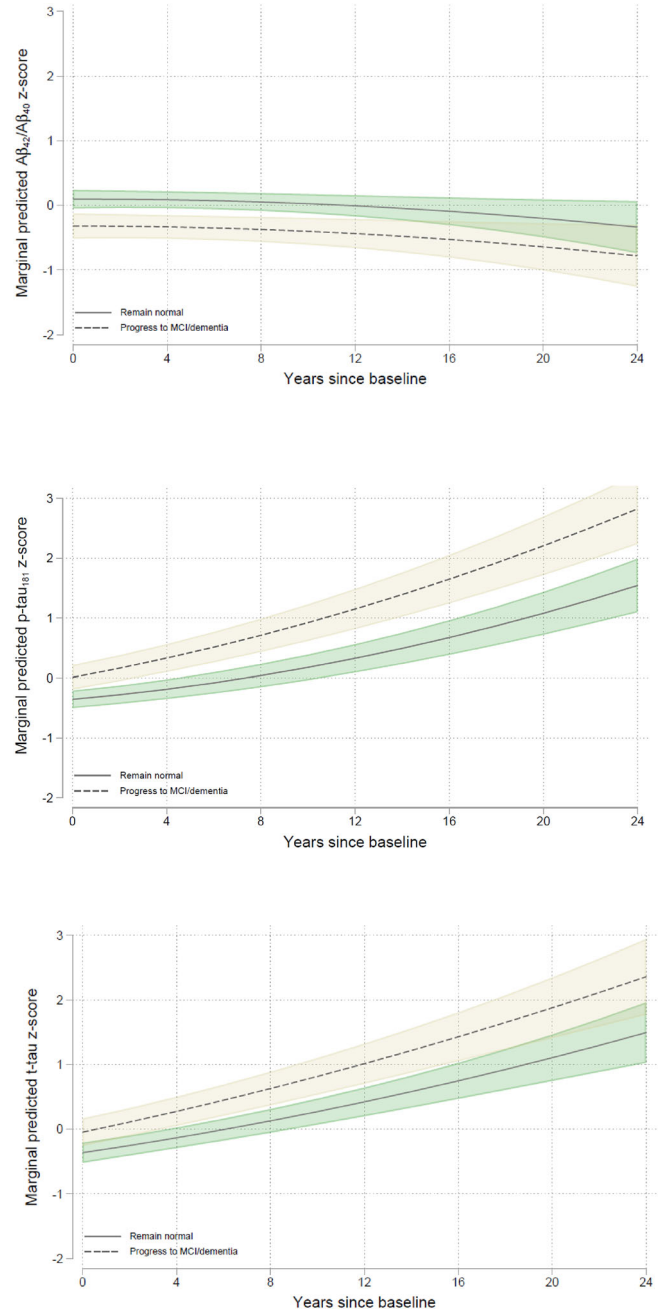 Marginal predicted Aβ₄₂/Aβ₄₀ z-score
3
2
1
0
-1
-2
Remain normal
Progress to MCI/dementia
0 4 8 12 16 20 24
Years since baseline
Marginal predicted p-tau₁₈₁ z-score
3
2
1
0
-1
-2
Remain normal
Progress to MCI/dementia
0 4 8 12 16 20 24
Years since baseline
Marginal predicted t-tau z-score
3
2
1
0
-1
-2
Remain normal
Progress to MCI/dementia
0 4 8 12 16 20 24
Years since baseline